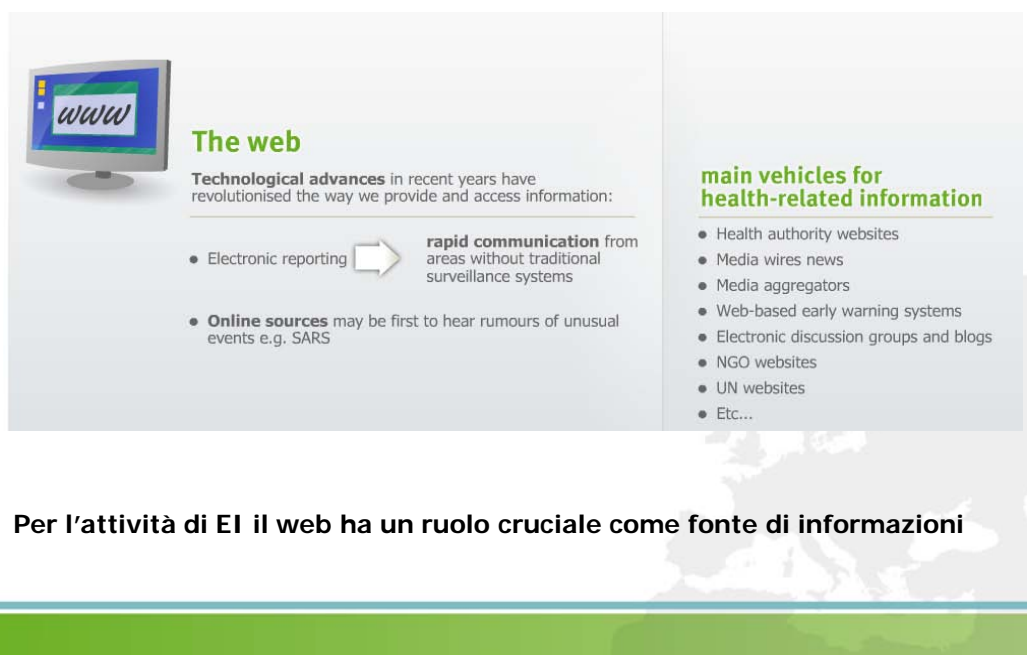 www
The web
Technological advances in recent years have
revolutionised the way we provide and access information:
• Electronic reporting
rapid communication from
areas without traditional
surveillance systems
• Online sources may be first to hear rumours of unusual
events e.g. SARS
main vehicles for
health-related information
• Health authority websites
• Media wires news
• Media aggregators
• Web-based early warning systems
• Electronic discussion groups and blogs
• NGO websites
• UN websites
• Etc...
Per l’attività di EI il web ha un ruolo cruciale come fonte di informazioni